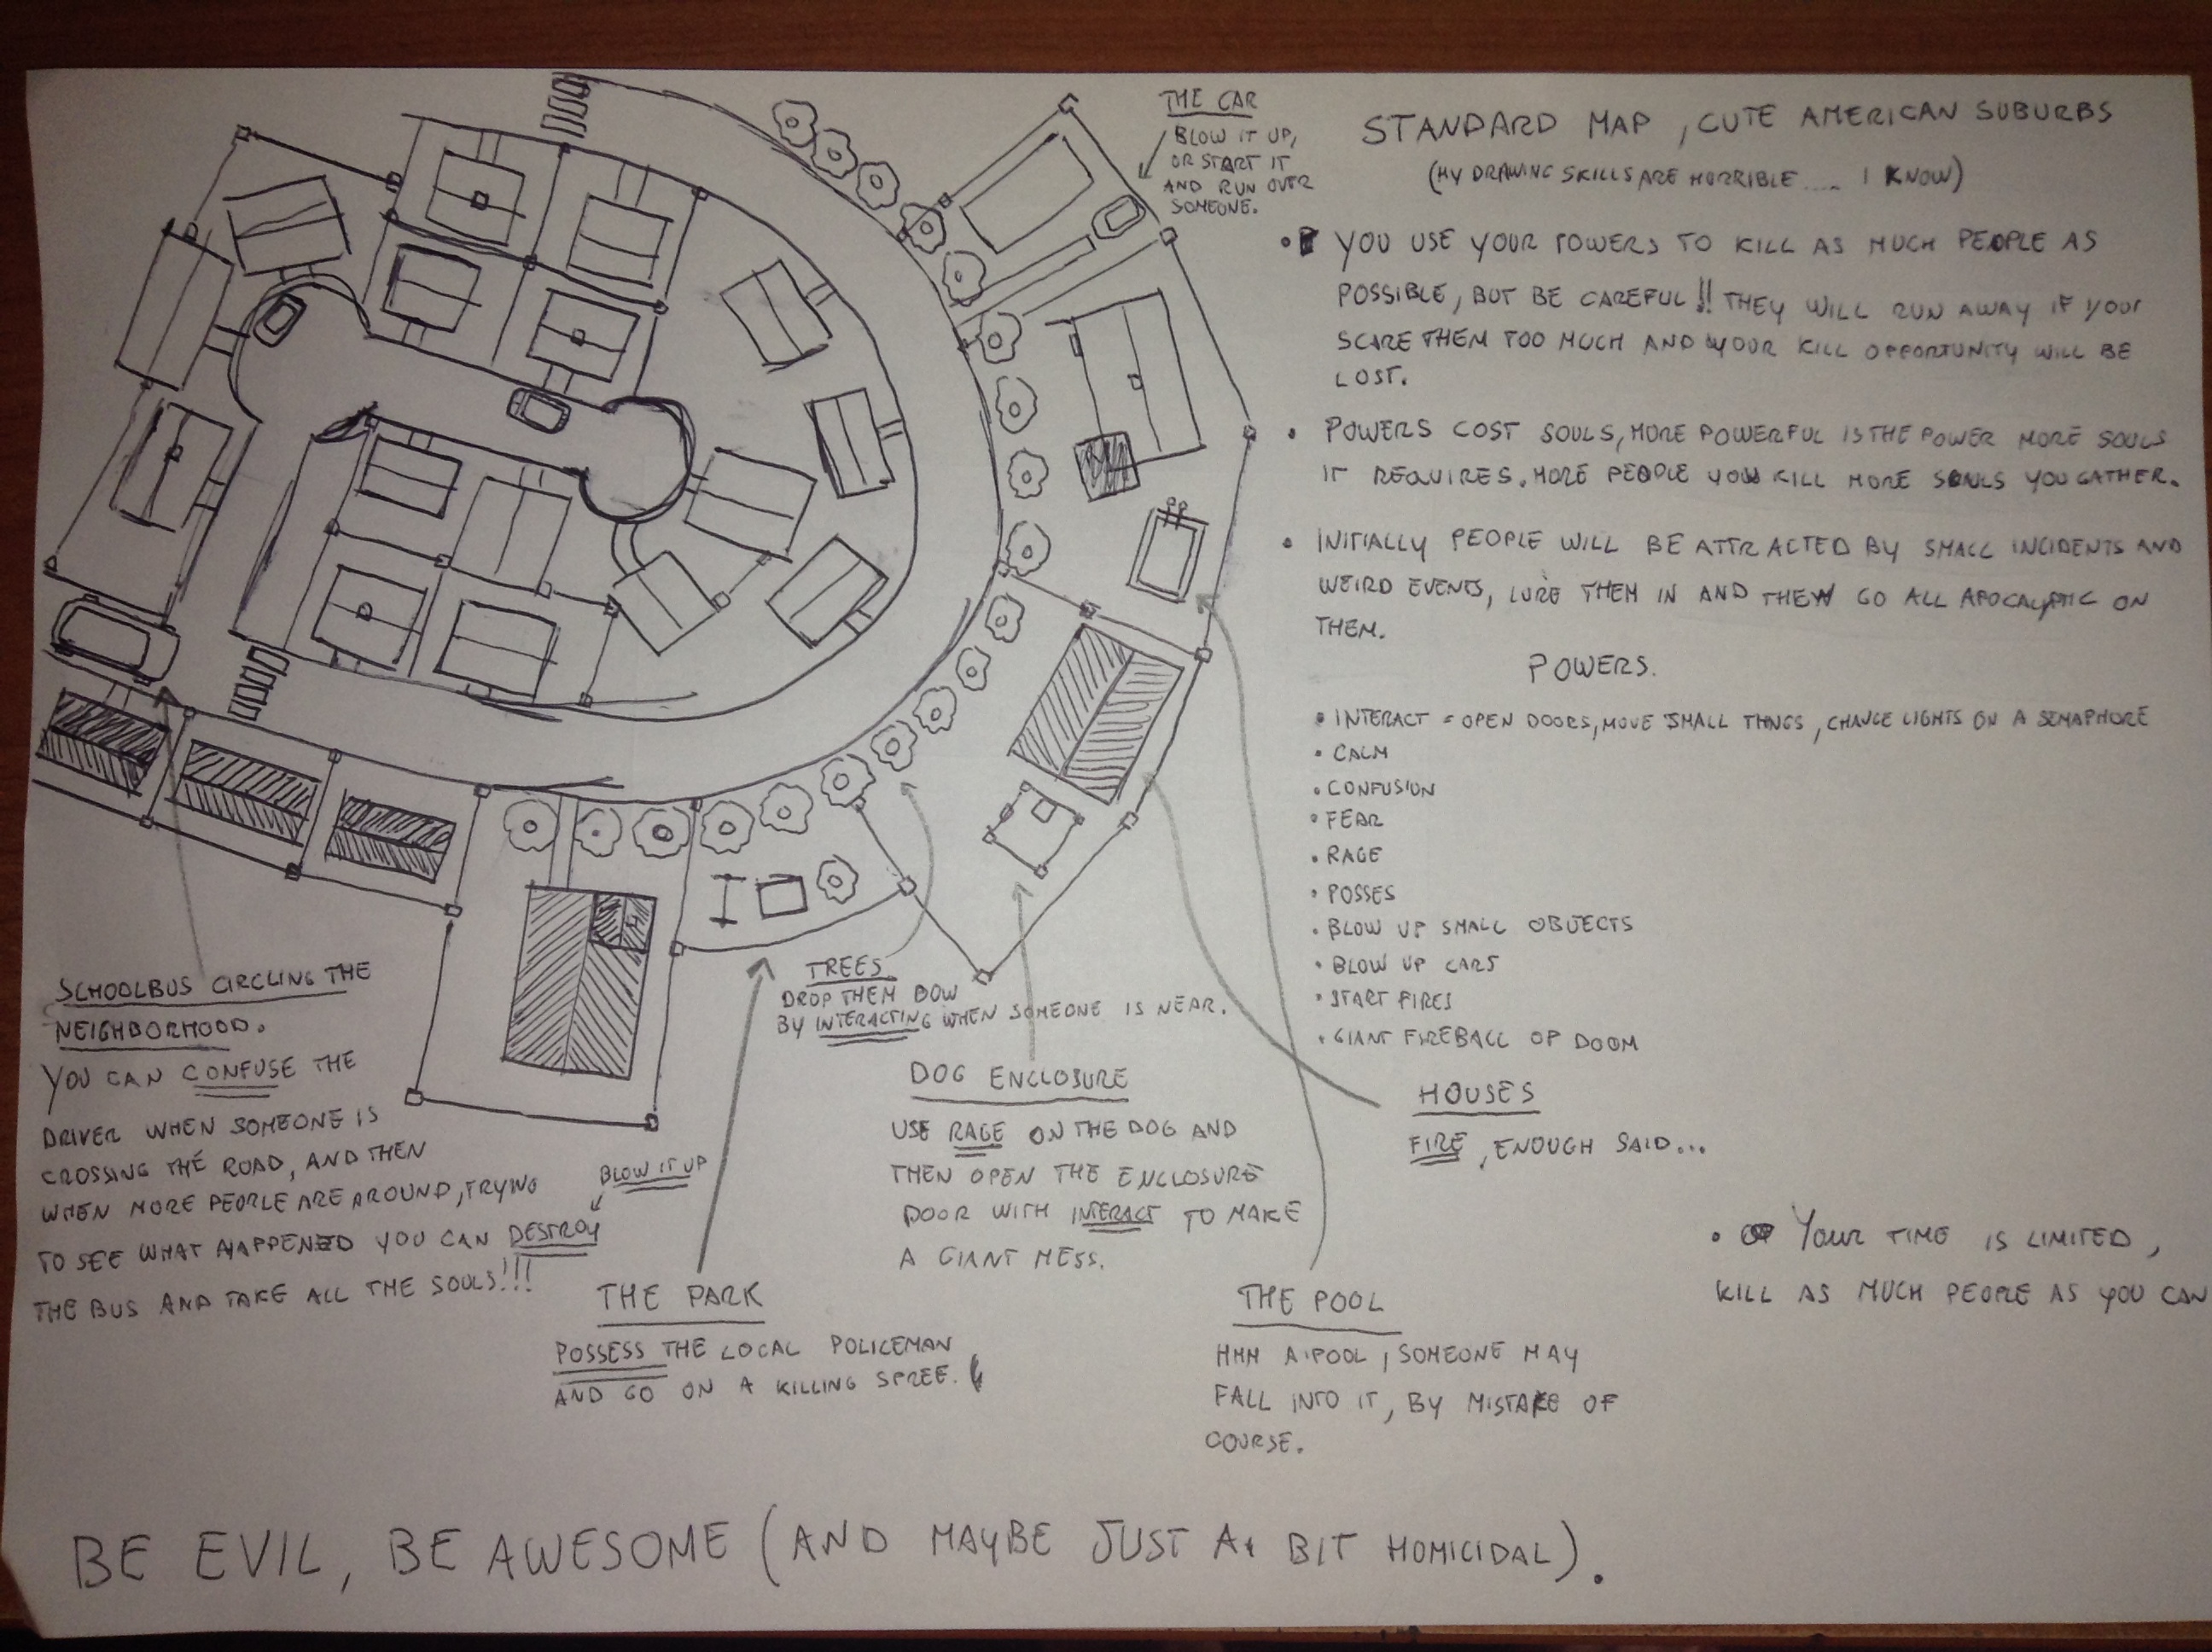 THE CAR
BLOW IT UP,
OR START IT
AND RUN OVER
SOMEONE.
STANDARD MAP, CUTE AMERICAN SUBURBS
(MY DRAWING SKILLS ARE HORRIBLE.... I KNOW)
• YOU USE YOUR POWERS TO KILL AS MUCH PEOPLE AS
POSSIBLE, BUT BE CAREFUL!! THEY WILL RUN AWAY IF YOU
SCARE THEM TOO MUCH AND YOUR KILL OPPORTUNITY WILL BE
LOST.
• POWERS COST SOULS, MORE POWERFUL IS THE POWER MORE SOULS
IT REQUIRES. MORE PEOPLE YOU KILL MORE SOULS YOU GATHER.
• INITIALLY PEOPLE WILL BE ATTRACTED BY SMALL INCIDENTS AND
WEIRD EVENTS, LURE THEM IN AND THEN GO ALL APOCALYPTIC ON
THEM.
POWERS.
• INTERACT = OPEN DOORS, MOVE SMALL THINGS, CHANGE LIGHTS ON A SEMAPHORE
• CALM
• CONFUSION
• FEAR
• RAGE
• POSSES
• BLOW UP SMALL OBJECTS
• BLOW UP CARS
• START FIRES
• GIANT FIREBALL OF DOOM
SCHOOLBUS CIRCLING THE
NEIGHBORHOOD.
YOU CAN CONFUSE THE
DRIVER WHEN SOMEONE IS
CROSSING THE ROAD, AND THEN
WHEN MORE PEOPLE ARE AROUND, TRYING
TO SEE WHAT HAPPENED YOU CAN DESTROY
THE BUS AND TAKE ALL THE SOULS!!!
BLOW IT UP
TREES
DROP THEM DOW
BY INTERACTING WHEN SOMEONE IS NEAR.
DOG ENCLOSURE
USE RAGE ON THE DOG AND
THEN OPEN THE ENCLOSURE
DOOR WITH INTERACT TO MAKE
A GIANT MESS.
HOUSES
FIRE, ENOUGH SAID...
THE PARK
POSSESS THE LOCAL POLICEMAN
AND GO ON A KILLING SPREE.
THE POOL
HMM A POOL, SOMEONE MAY
FALL INTO IT, BY MISTAKE OF
COURSE.
• YOUR TIME IS LIMITED,
KILL AS MUCH PEOPLE AS YOU CAN
BE EVIL, BE AWESOME (AND MAYBE JUST A BIT HOMICIDAL).